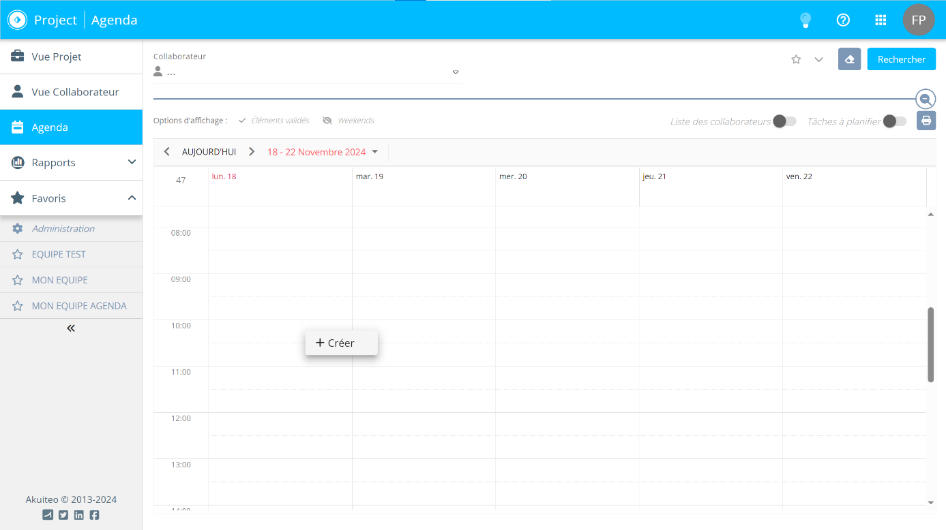 Project | Agenda
FP
Vue Projet
Vue Collaborateur
Agenda
Rapports
Favoris
Administration
EQUIPE TEST
MON EQUIPE
MON EQUIPE AGENDA
Akuiteo © 2013-2024
Collaborateur
...
Rechercher
Options d'affichage :
Cléments validés
Weekends
Liste des collaborateurs
Tâches à planifier
AUJOURD'HUI
18 - 22 Novembre 2024
47
lun. 18
mar. 19
mer. 20
jeu. 21
ven. 22
08:00
09:00
10:00
+ Créer
11:00
12:00
13:00
14:00